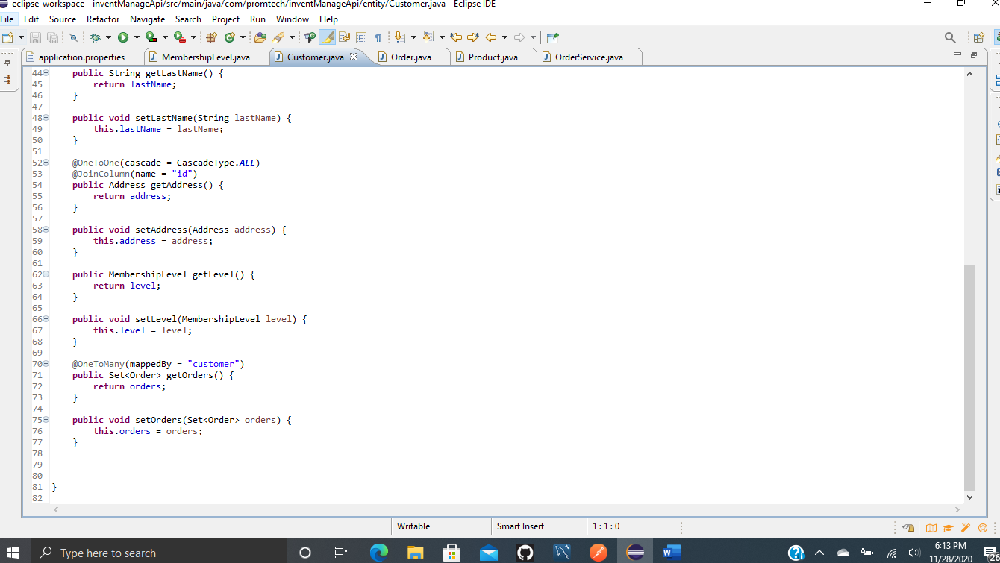 eclipse-workspace - inventManageApi/src/main/java/com/promtech/inventManageApi/entity/Customer.java - Eclipse IDE
File Edit Source Refactor Navigate Search Project Run Window Help
application.properties MembershipLevel.java Customer.java Order.java Product.java OrderService.java
44 public String getLastName() {
45 return lastName;
46 }
47
48 public void setLastName(String lastName) {
49 this.lastName = lastName;
50 }
51
52 @OneToOne(cascade = CascadeType.ALL)
53 @JoinColumn(name = "id")
54 public Address getAddress() {
55 return address;
56 }
57
58 public void setAddress(Address address) {
59 this.address = address;
60 }
61
62 public MembershipLevel getLevel() {
63 return level;
64 }
65
66 public void setLevel(MembershipLevel level) {
67 this.level = level;
68 }
69
70 @OneToMany(mappedBy = "customer")
71 public Set<Order> getOrders() {
72 return orders;
73 }
74
75 public void setOrders(Set<Order> orders) {
76 this.orders = orders;
77 }
78
79
80
81 }
82
Writable Smart Insert 1 : 1 : 0
Type here to search
6:13 PM
11/28/2020